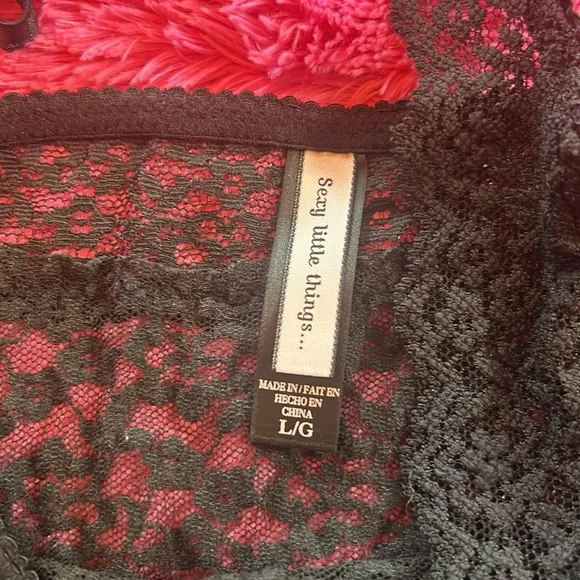 Sexy little things...
MADE IN/FAIT EN
HECHO EN
CHINA
L/G